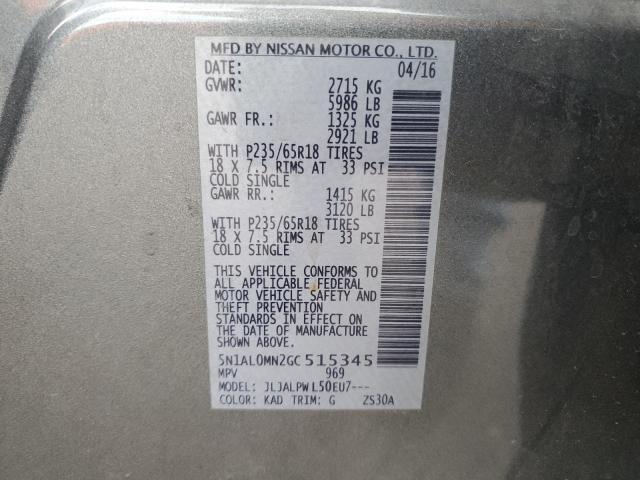 MFD BY NISSAN MOTOR CO., LTD.
DATE: 04/16
GVWR: 2715 KG
5986 LB
GAWR FR.: 1325 KG
2921 LB
WITH P235/65R18 TIRES
18 X 7.5 RIMS AT 33 PSI
COLD SINGLE
GAWR RR.: 1415 KG
3120 LB
WITH P235/65R18 TIRES
18 X 7.5 RIMS AT 33 PSI
COLD SINGLE
THIS VEHICLE CONFORMS TO
ALL APPLICABLE FEDERAL
MOTOR VEHICLE SAFETY AND
THEFT PREVENTION
STANDARDS IN EFFECT ON
THE DATE OF MANUFACTURE
SHOWN ABOVE.
5N1AL0MN2GC515345
MPV 969
MODEL: JLJALPWL50EU7---
COLOR: KAD TRIM: G ZS30A